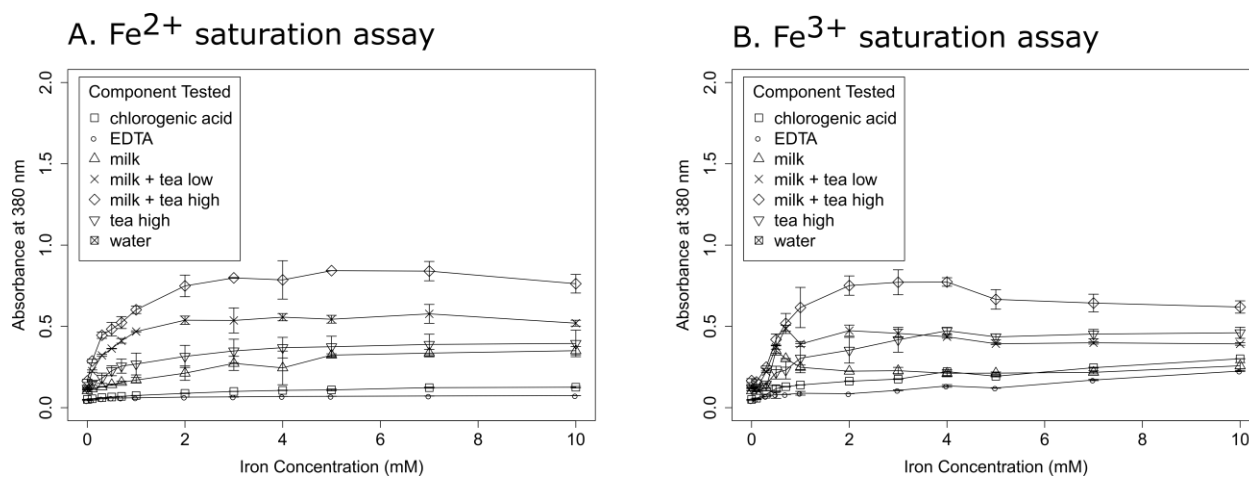 A. Fe2+ saturation assay
2.0
1.5
1.0
0.5
0.0
Absorbance at 380 nm
Component Tested
chlorogenic acid
EDTA
milk
milk + tea low
milk + tea high
tea high
water
0 2 4 6 8 10
Iron Concentration (mM)
B. Fe3+ saturation assay
2.0
1.5
1.0
0.5
0.0
Absorbance at 380 nm
Component Tested
chlorogenic acid
EDTA
milk
milk + tea low
milk + tea high
tea high
water
0 2 4 6 8 10
Iron Concentration (mM)